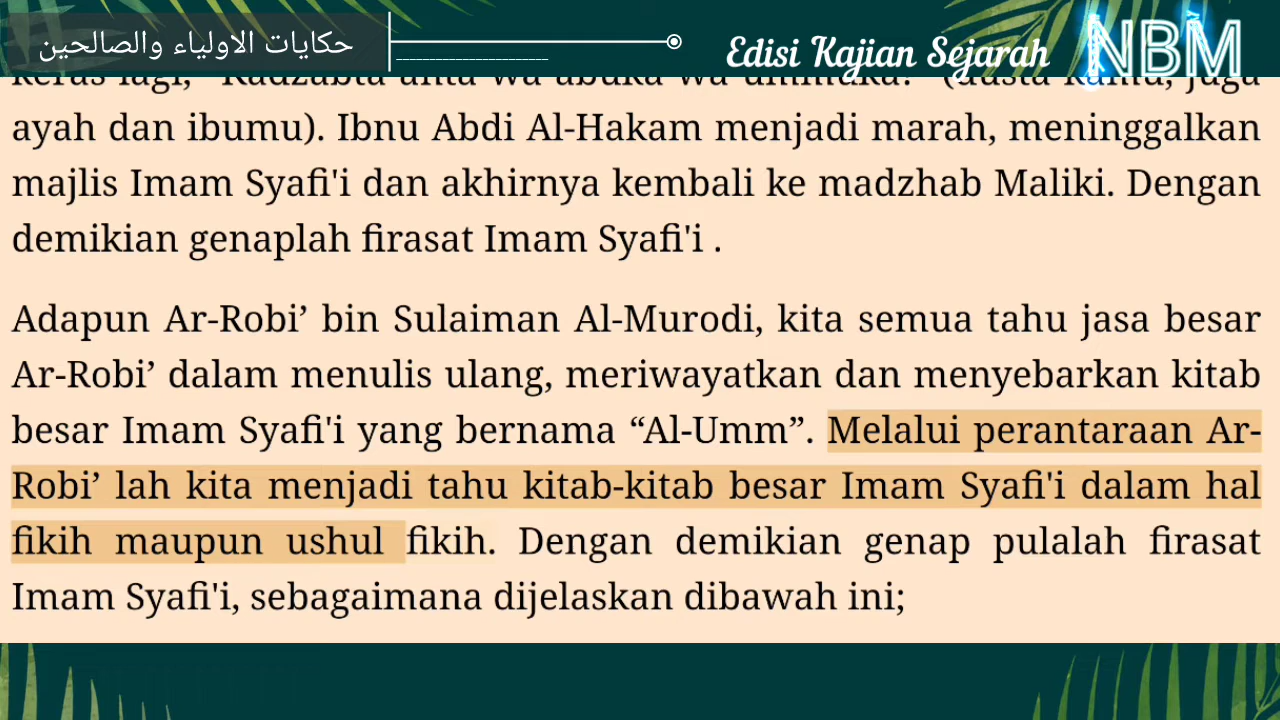 حكايات الاولياء والصالحين
Edisi Kajian Sejarah
NBM
ayah dan ibumu). Ibnu Abdi Al-Hakam menjadi marah, meninggalkan
majlis Imam Syafi'i dan akhirnya kembali ke madzhab Maliki. Dengan
demikian genaplah firasat Imam Syafi'i .
Adapun Ar-Robi’ bin Sulaiman Al-Murodi, kita semua tahu jasa besar
Ar-Robi’ dalam menulis ulang, meriwayatkan dan menyebarkan kitab
besar Imam Syafi'i yang bernama “Al-Umm”. Melalui perantaraan Ar-
Robi’ lah kita menjadi tahu kitab-kitab besar Imam Syafi'i dalam hal
fikih maupun ushul fikih. Dengan demikian genap pulalah firasat
Imam Syafi'i, sebagaimana dijelaskan dibawah ini;